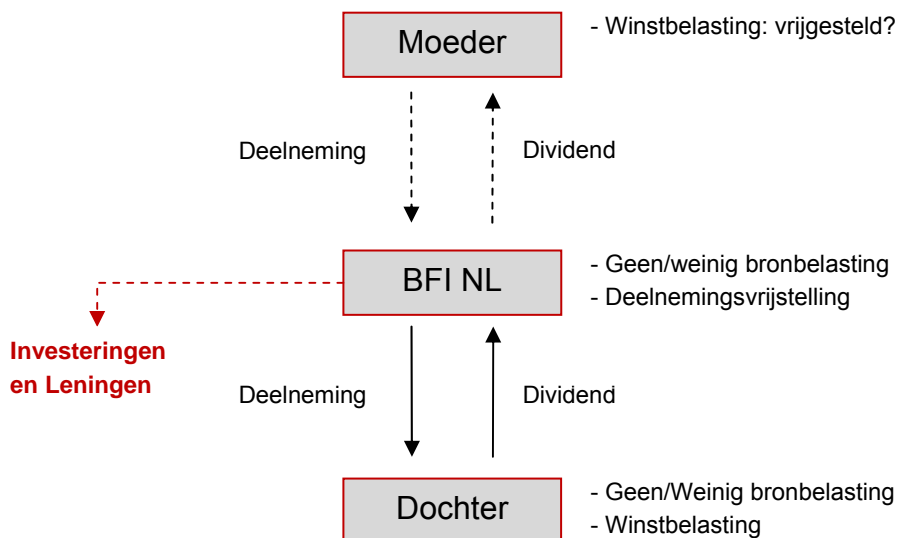 Moeder
- Winstbelasting: vrijgesteld?
Deelneming
Dividend
BFI NL
- Geen/weinig bronbelasting
- Deelnemingsvrijstelling
Investeringen
en Leningen
Deelneming
Dividend
Dochter
- Geen/Weinig bronbelasting
- Winstbelasting